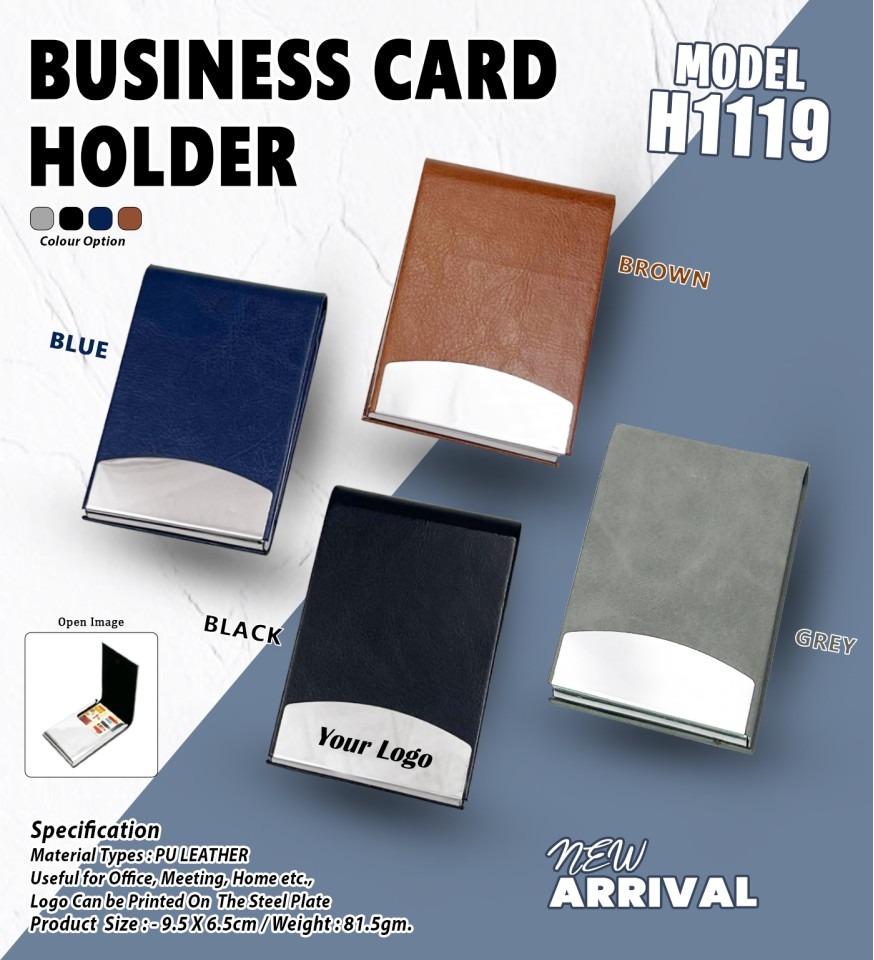 BUSINESS CARD
HOLDER
Colour Option
MODEL
H1119
BROWN
BLUE
BLACK
GREY
Your Logo
Open Image
Specification
Material Types : PU LEATHER
Useful for Office, Meeting, Home etc.,
Logo Can be Printed On The Steel Plate
Product Size : - 9.5 X 6.5cm / Weight : 81.5gm.
NEW
ARRIVAL